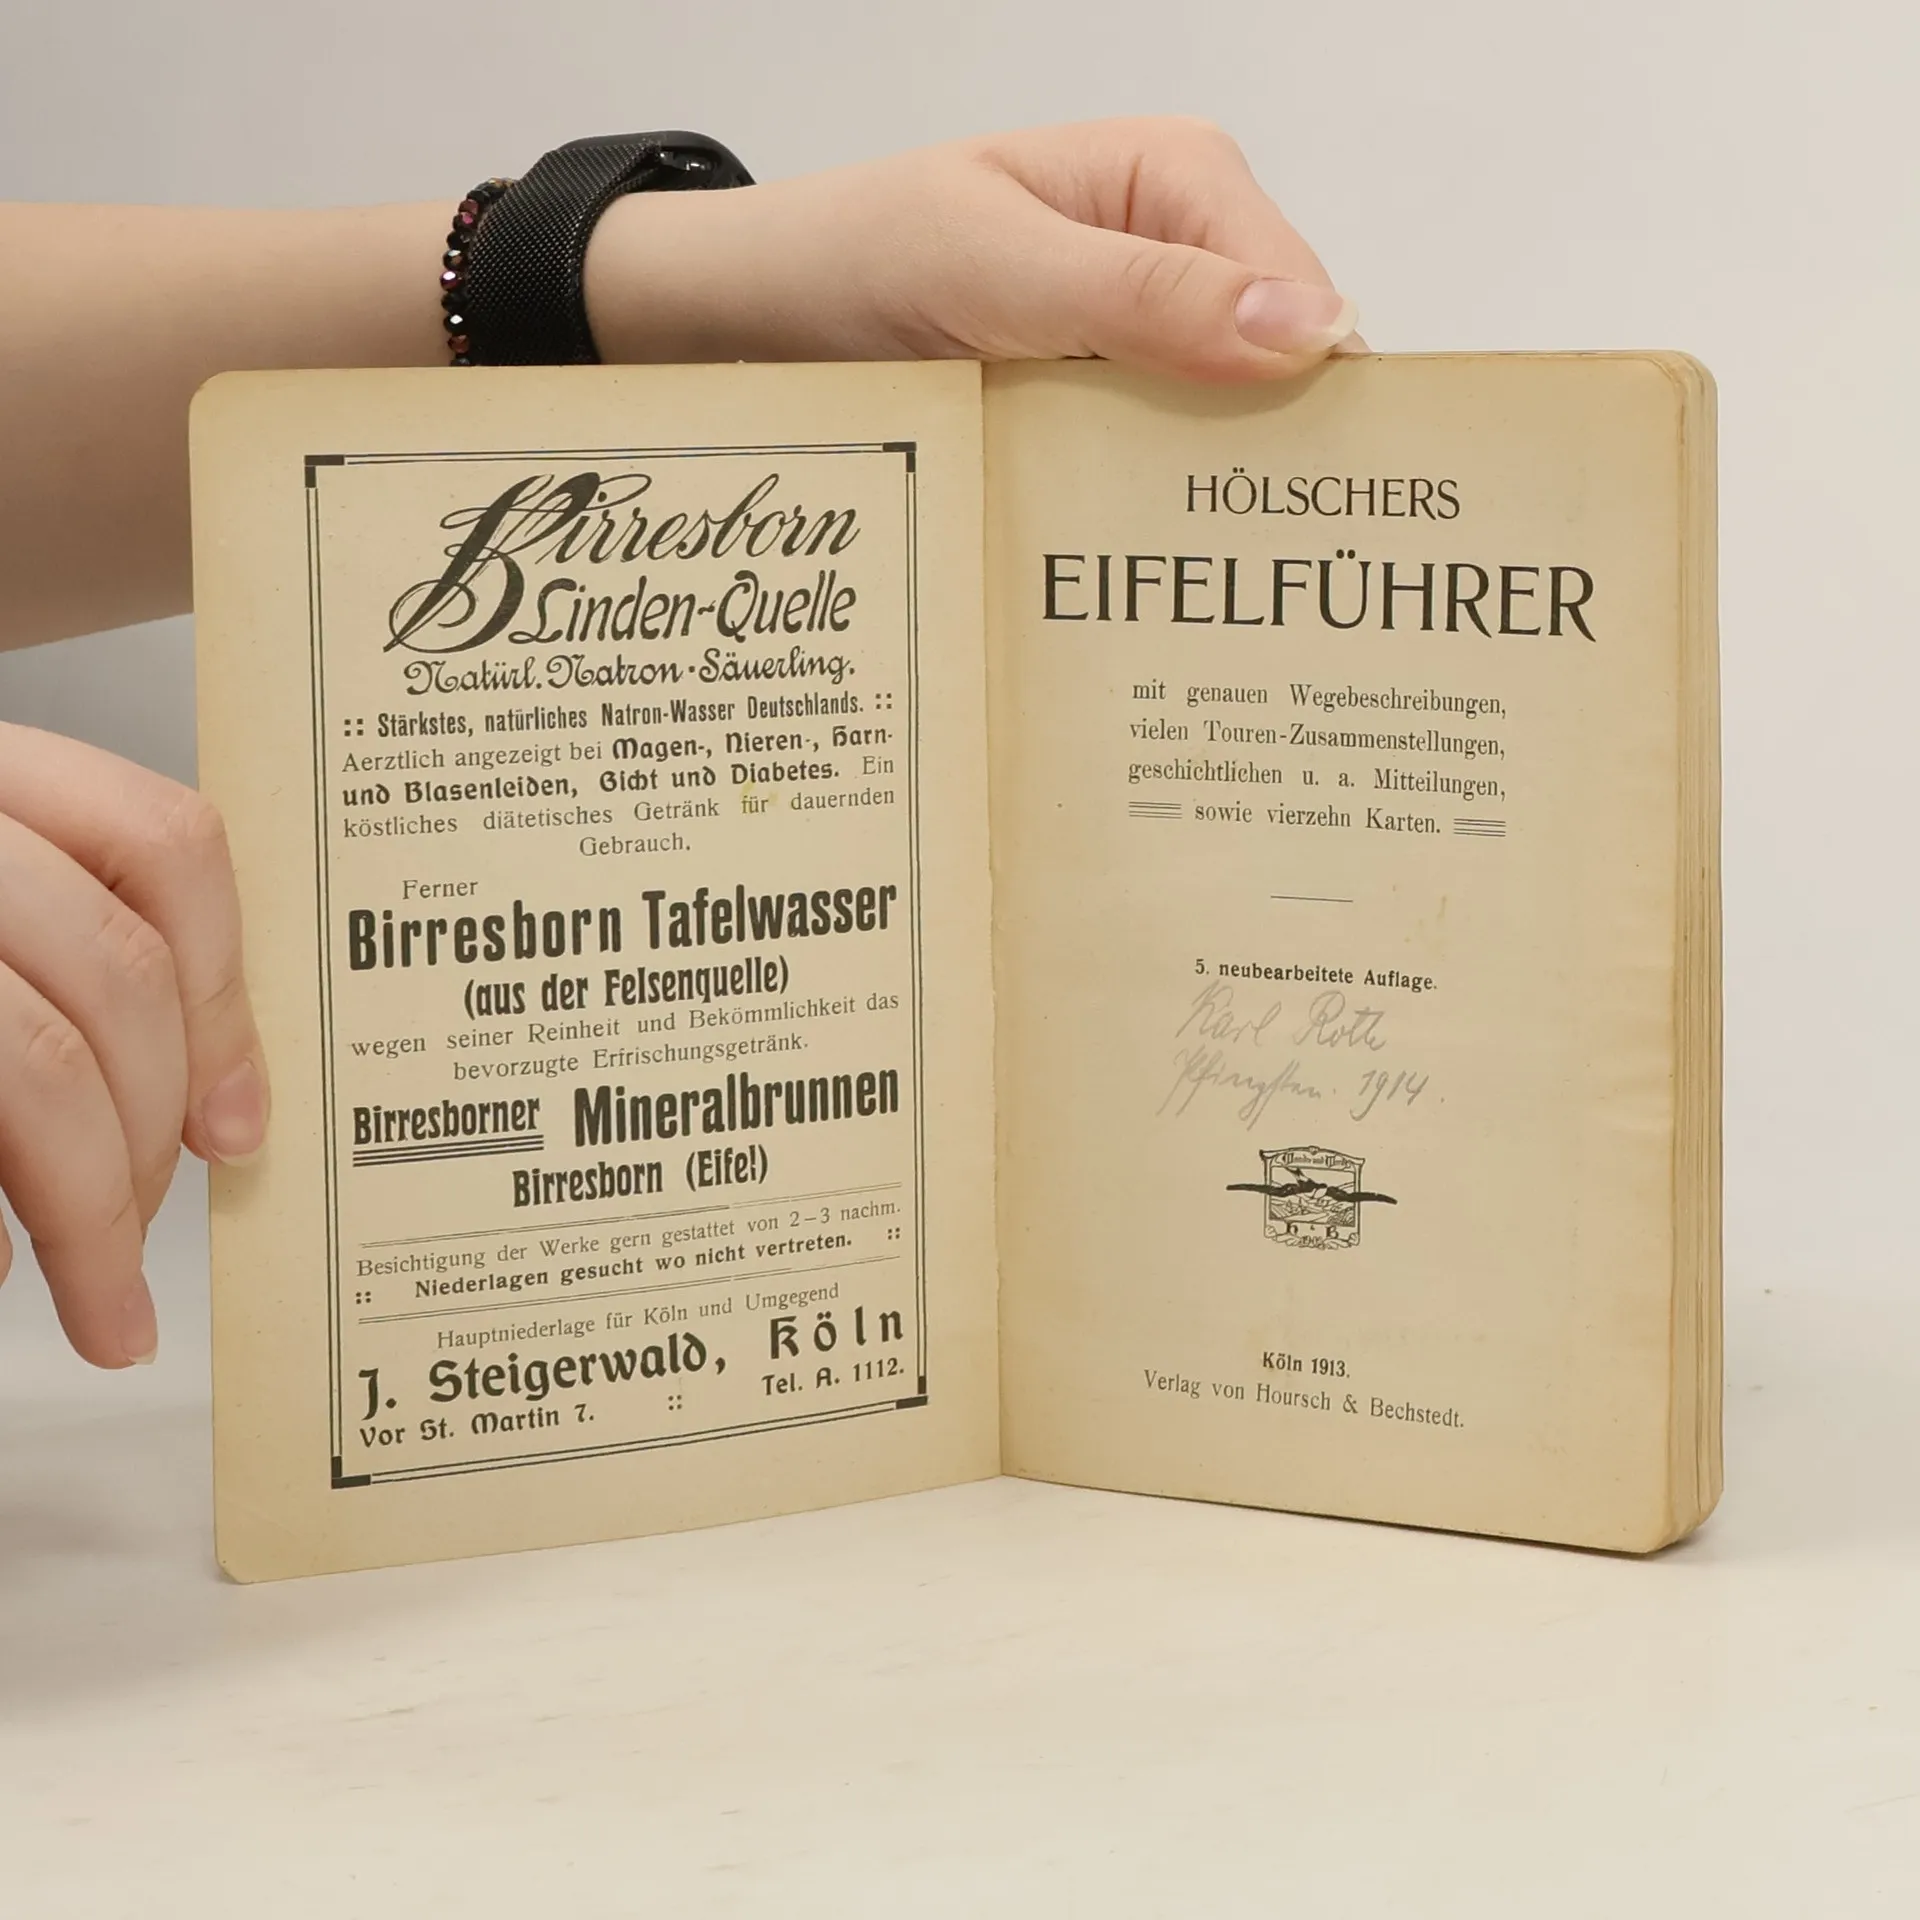 Birresborn
Linden-Quelle
Natürl. Natron-Säuerling.
:: Stärkstes, natürliches Natron-Wasser Deutschlands. ::
Aerztlich angezeigt bei Magen-, Nieren-, Harn-
und Blasenleiden, Gicht und Diabetes. Ein
köstliches diätetisches Getränk für dauernden
Gebrauch.
Ferner
Birresborn Tafelwasser
(aus der Felsenquelle)
wegen seiner Reinheit und Bekömmlichkeit das
bevorzugte Erfrischungsgetränk.
Birresborner Mineralbrunnen
Birresborn (Eifel)
Besichtigung der Werke gern gestattet von 2–3 nachm.
:: Niederlagen gesucht wo nicht vertreten. ::
Hauptniederlage für Köln und Umgegend
J. Steigerwald, Köln
Vor St. Martin 7. :: Tel. A. 1112.
HÖLSCHERS
EIFELFÜHRER
mit genauen Wegebeschreibungen,
vielen Touren-Zusammenstellungen,
geschichtlichen u. a. Mitteilungen,
sowie vierzehn Karten.
5. neubearbeitete Auflage.
Karl Roth
Pfingsten. 1914.
H & B
Köln 1913.
Verlag von Hoursch & Bechstedt.